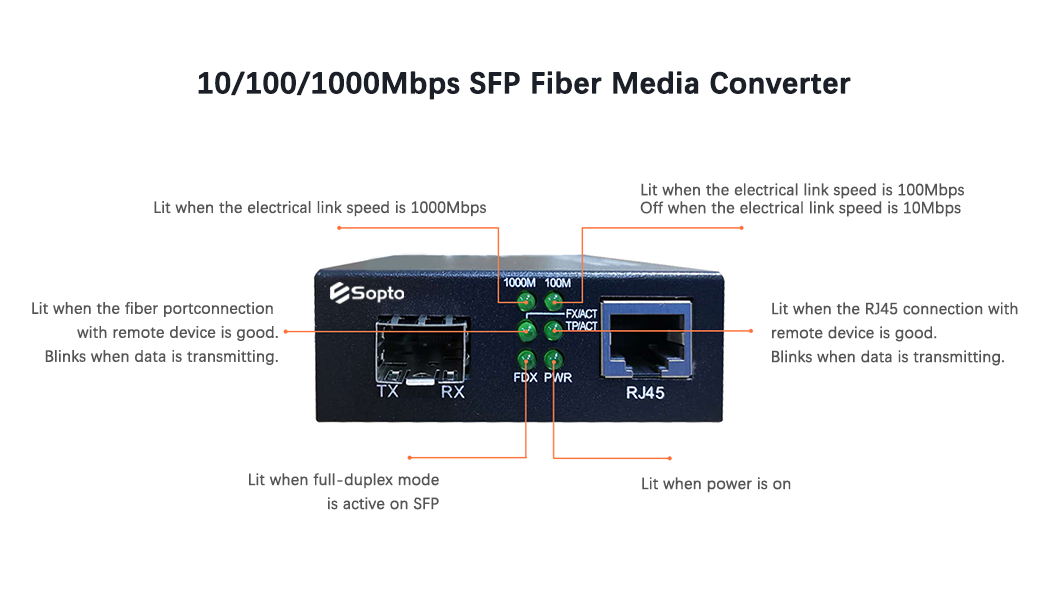 10/100/1000Mbps SFP Fiber Media Converter
Lit when the electrical link speed is 1000Mbps
Lit when the electrical link speed is 100Mbps
Off when the electrical link speed is 10Mbps
Sopto
1000M 100M
FX/ACT
TP/ACT
FDX PWR
TX RX
RJ45
Lit when the fiber portconnection
with remote device is good.
Blinks when data is transmitting.
Lit when the RJ45 connection with
remote device is good.
Blinks when data is transmitting.
Lit when full-duplex mode
is active on SFP
Lit when power is on